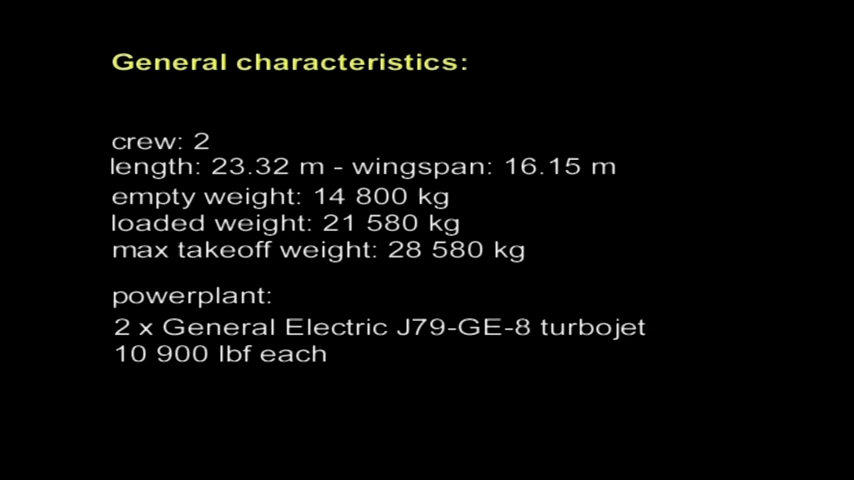 General characteristics:
crew: 2
length: 23.32 m - wingspan: 16.15 m
empty weight: 14 800 kg
loaded weight: 21 580 kg
max takeoff weight: 28 580 kg
powerplant:
2 x General Electric J79-GE-8 turbojet
10 900 lbf each